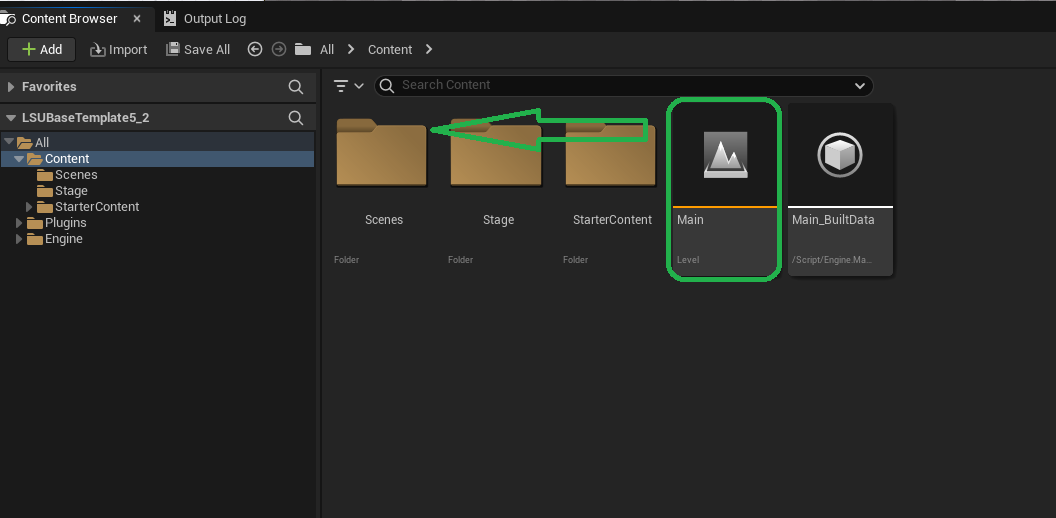 Content Browser
Output Log
Add
Import
Save All
All
Content
Favorites
Search Content
LSUBaseTemplate5_2
All
Content
Scenes
Stage
StarterContent
Plugins
Engine
Scenes
Stage
StarterContent
Main
Main_BuiltData
Folder
Folder
Folder
Level
/Script/Engine.Ma...